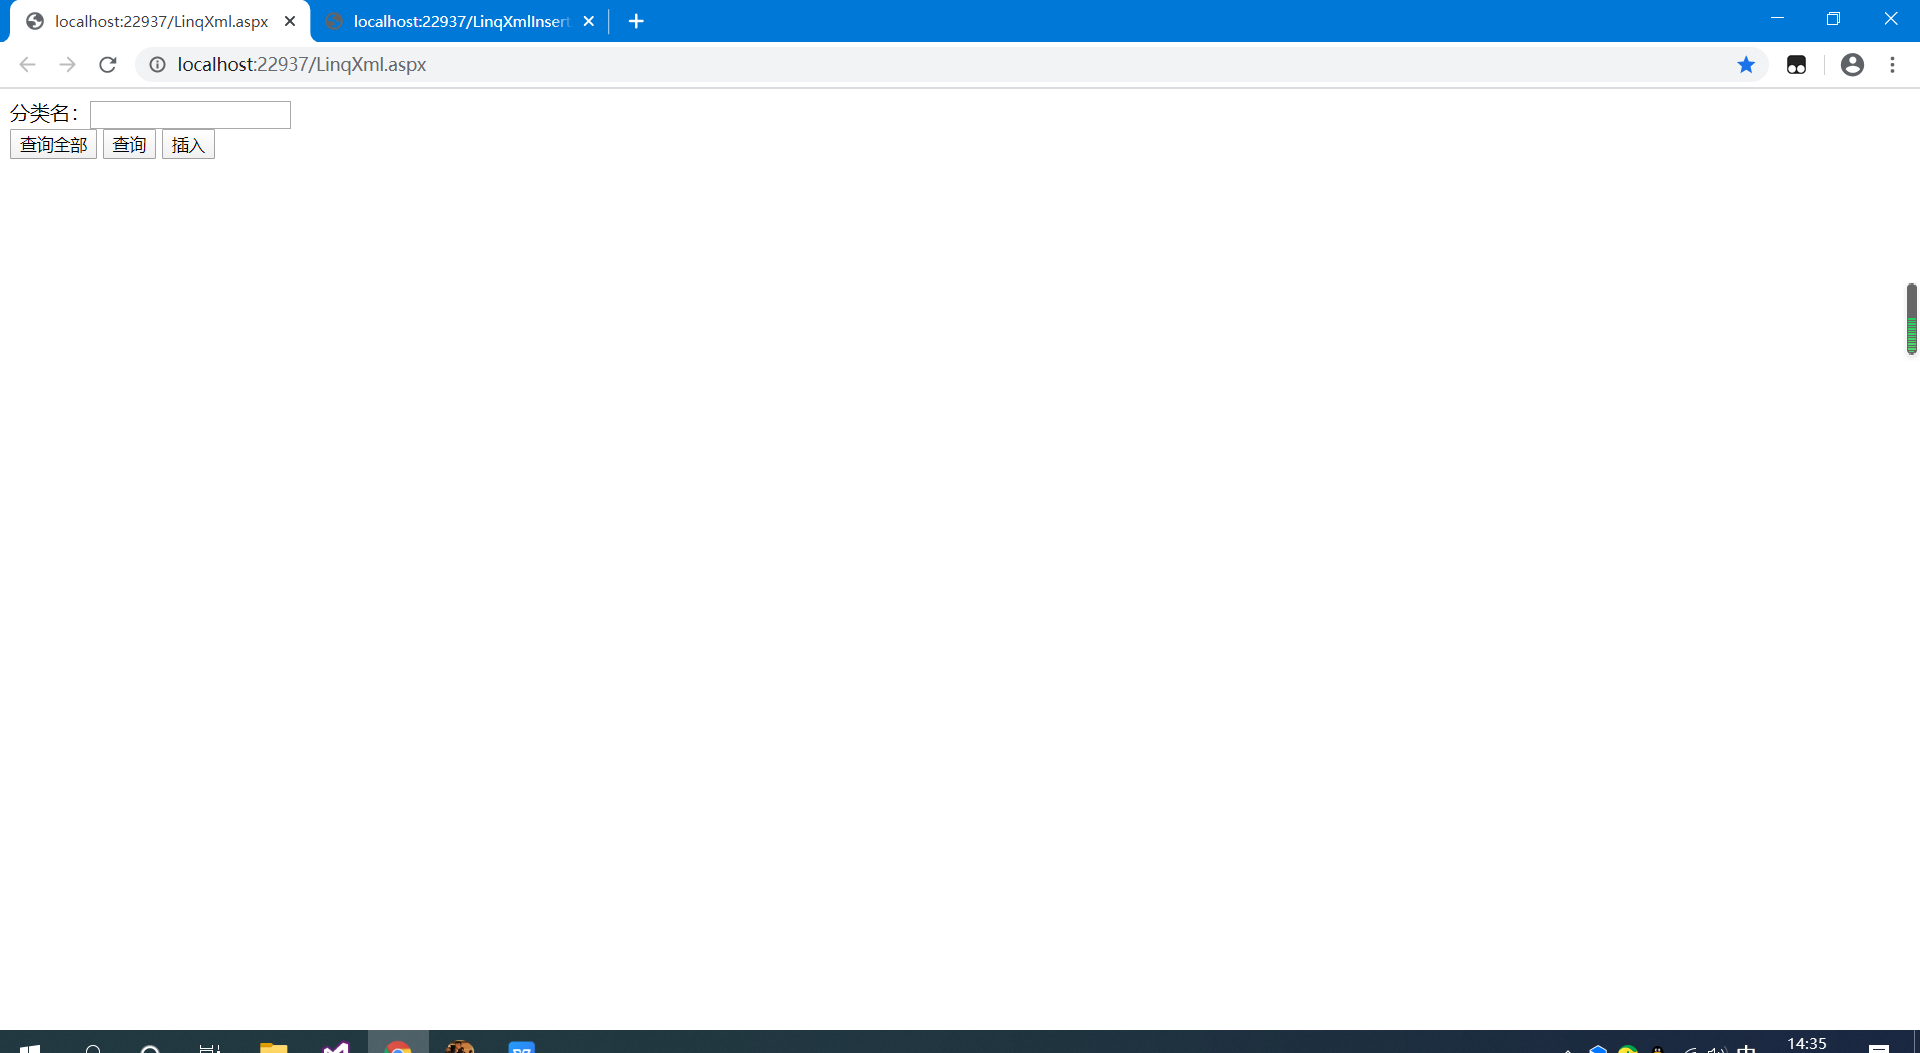 localhost:22937/LinqXml.aspx
localhost:22937/LinqXmlInsert
localhost:22937/LinqXml.aspx
分类名：
查询全部 查询 插入
中
14:35